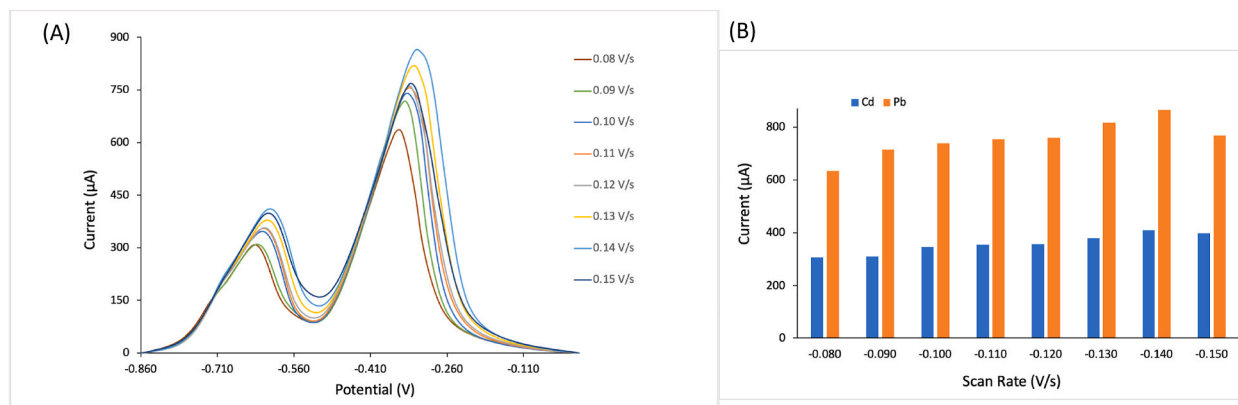 (A)
900
750
600
450
300
150
0
Current (µA)
-0.860 -0.710 -0.560 -0.410 -0.260 -0.110
Potential (V)
0.08 V/s
0.09 V/s
0.10 V/s
0.11 V/s
0.12 V/s
0.13 V/s
0.14 V/s
0.15 V/s
(B)
Cd Pb
800
600
400
200
0
Current (µA)
-0.080 -0.090 -0.100 -0.110 -0.120 -0.130 -0.140 -0.150
Scan Rate (V/s)